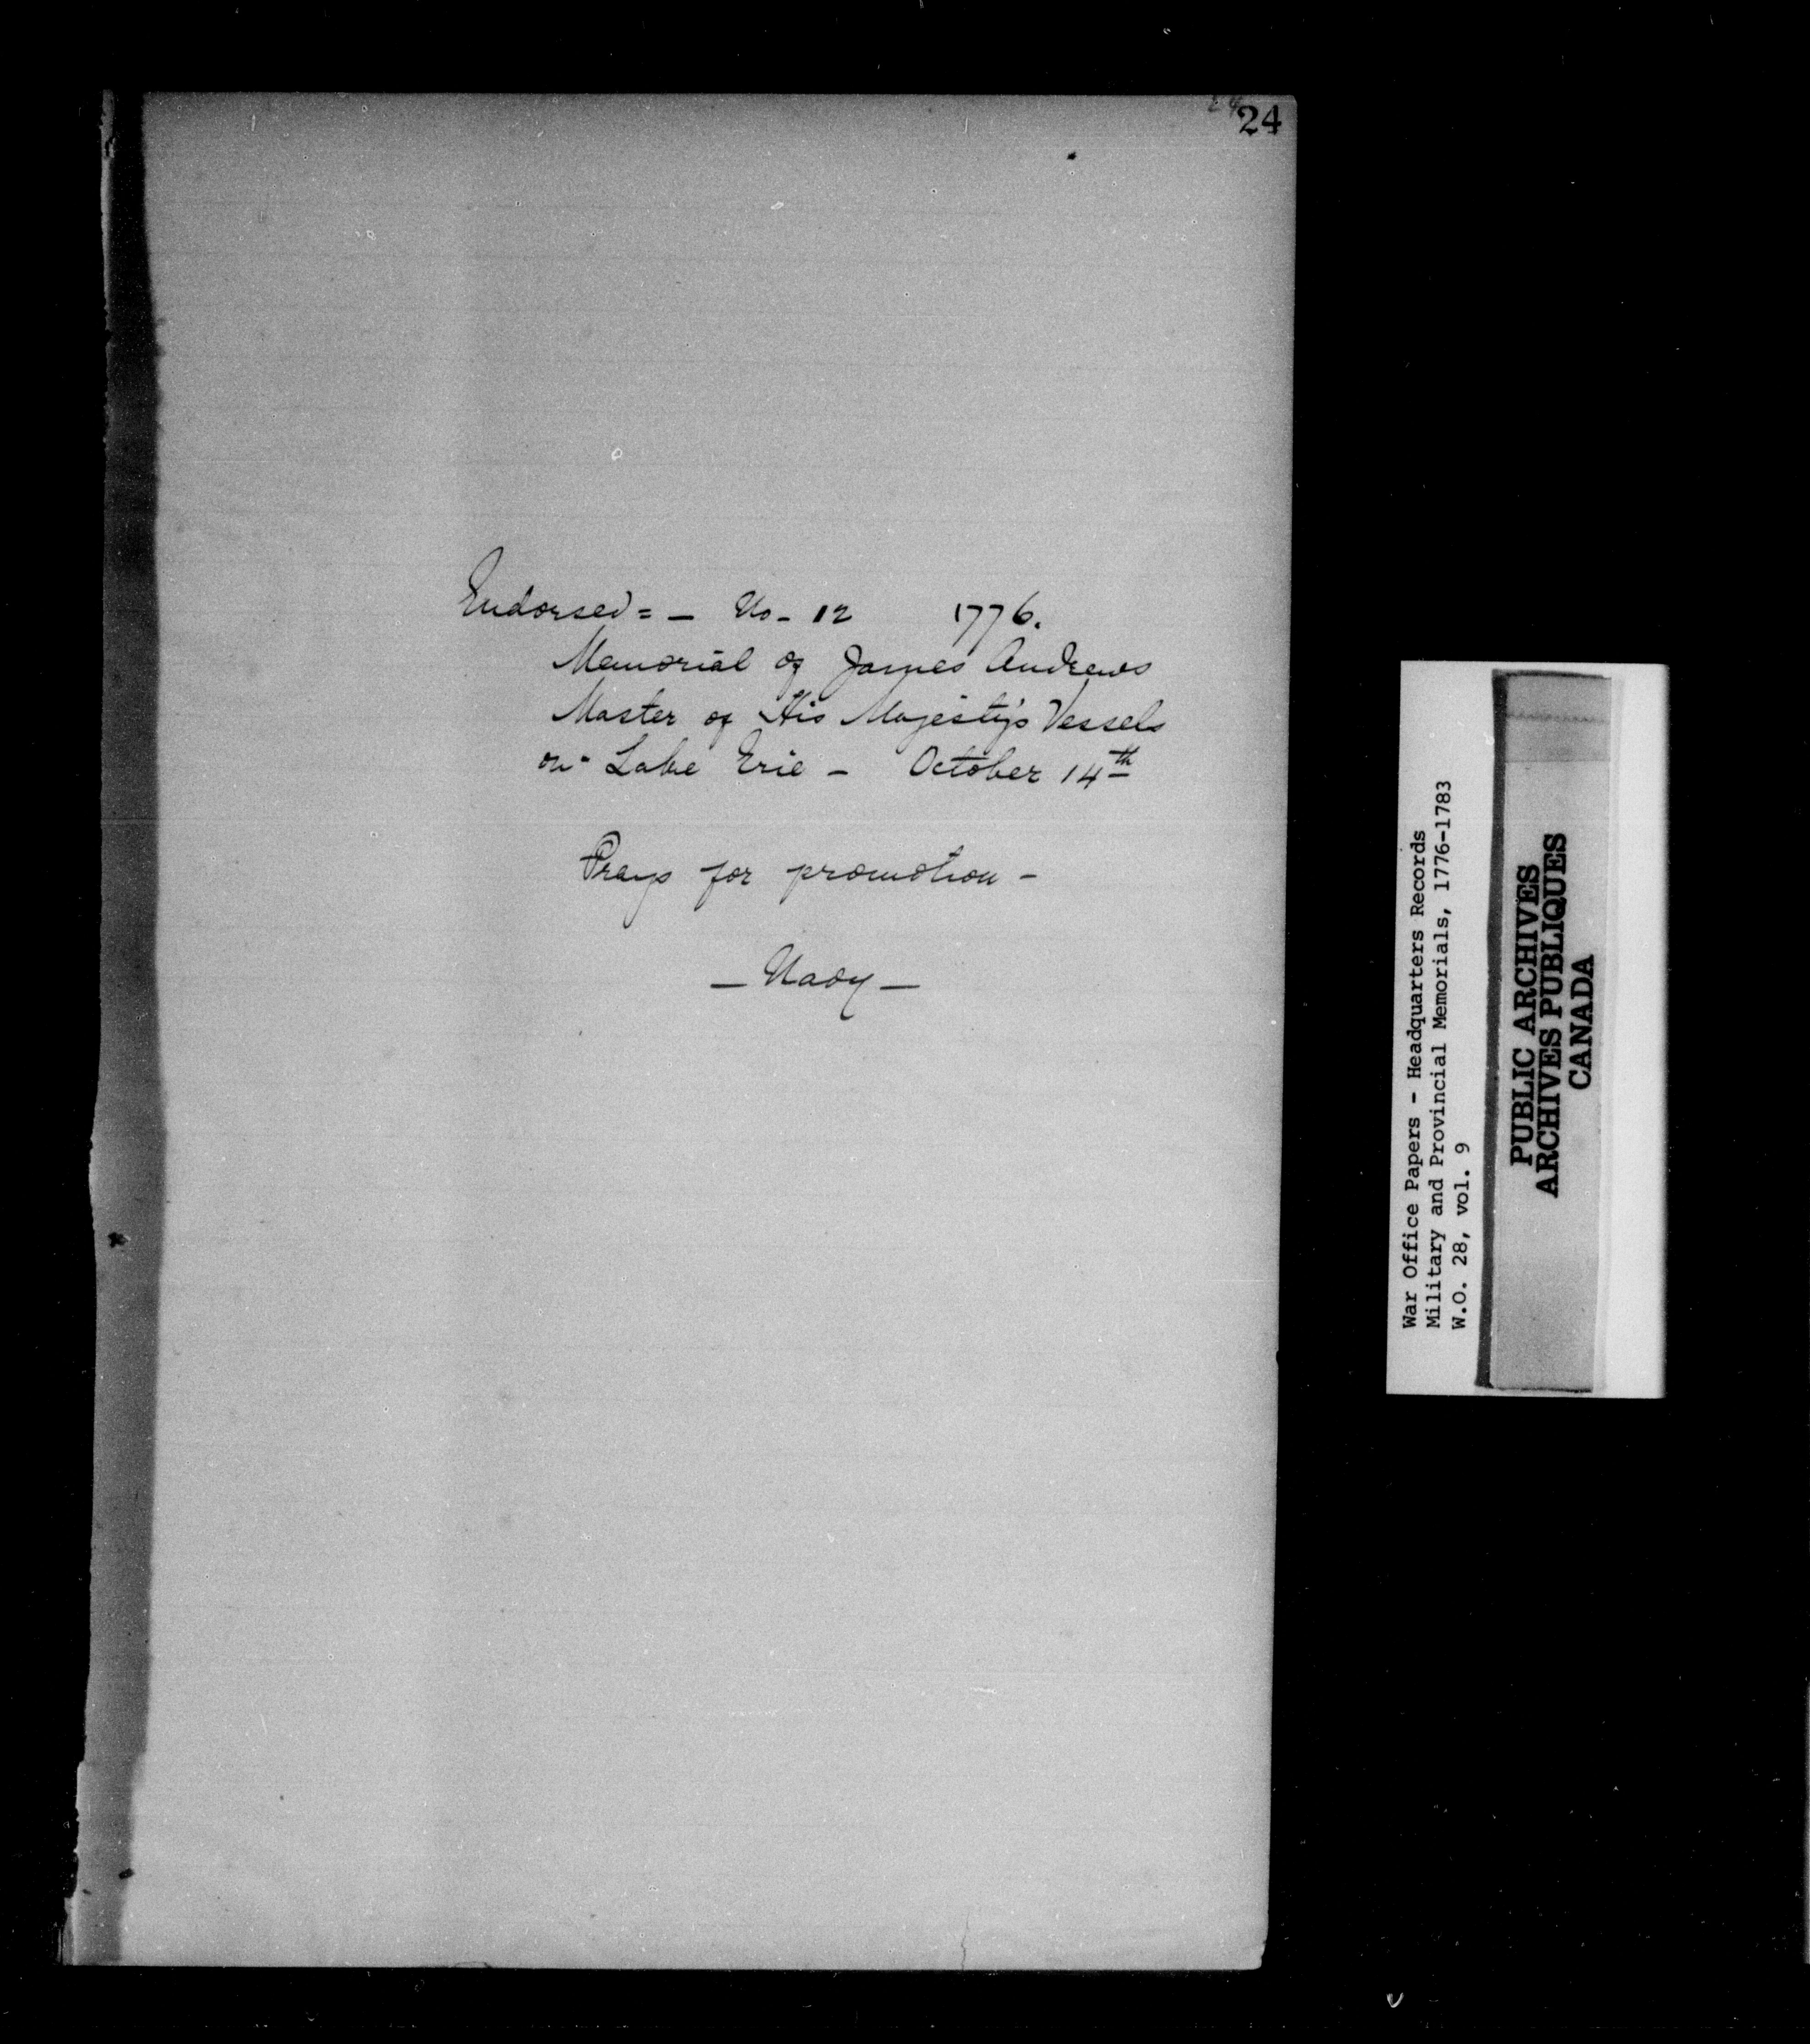 24
Endorsed = - No- 12 1776.
Memorial of James Andrews
Master of His Majesty's Vessels
on Lake Erie - October 14th
Prays for promotion -
- Navy -
War Office Papers - Headquarters Records
Military and Provincial Memorials, 1776-1783
W.O. 28, vol. 9
PUBLIC ARCHIVES
ARCHIVES PUBLIQUES
CANADA